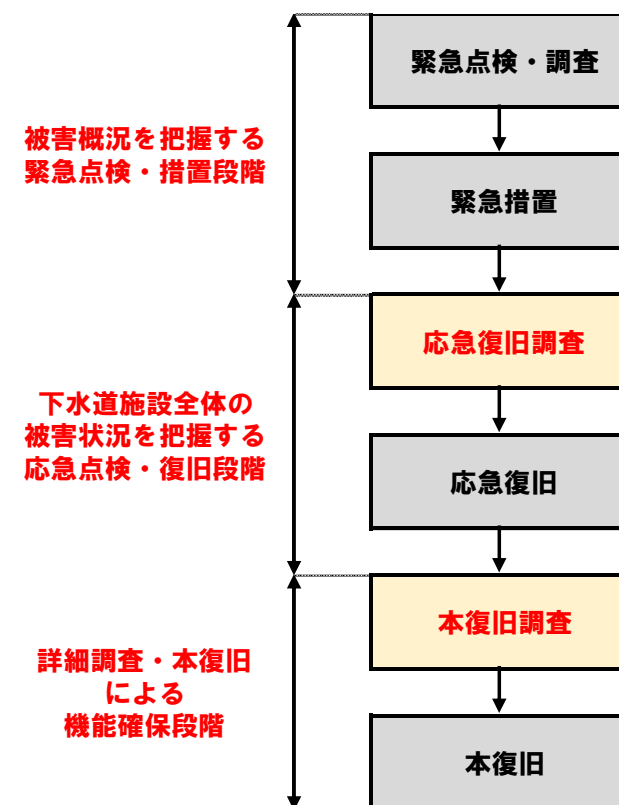 緊急点検・調査
被害概況を把握する
緊急点検・措置段階
緊急措置
応急復旧調査
下水道施設全体の
被害状況を把握する
応急点検・復旧段階
応急復旧
本復旧調査
詳細調査・本復旧
による
機能確保段階
本復旧